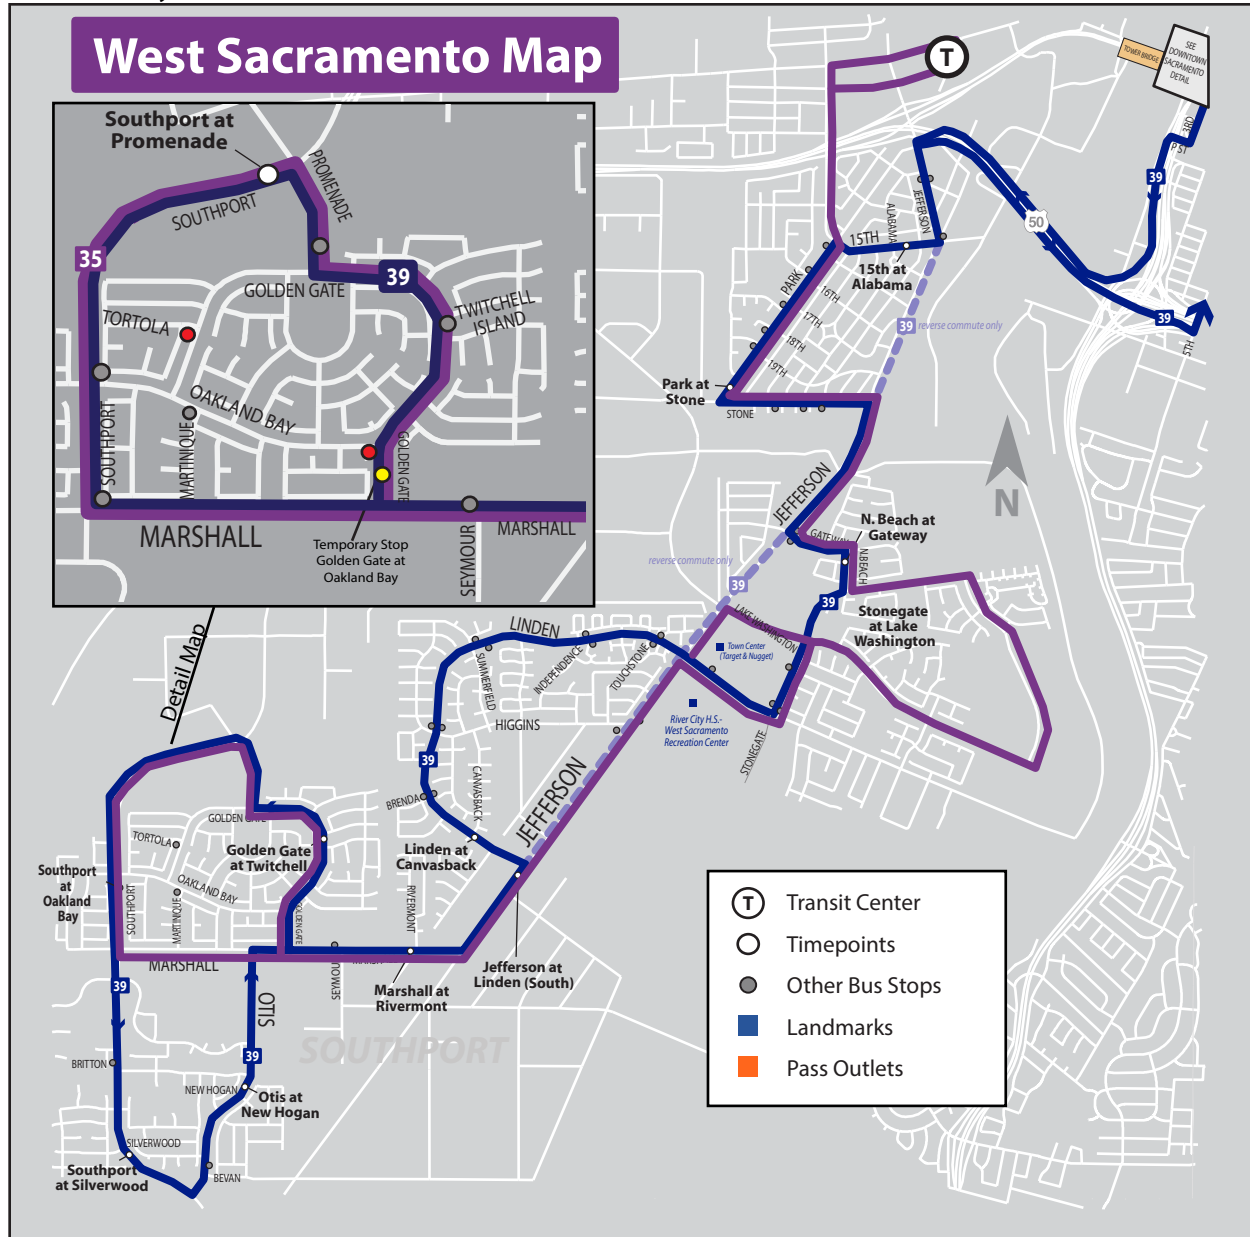 West Sacramento Map
T
TOWER BRIDGE
SEE
DOWNTOWN
SACRAMENTO
DETAIL
3RD
P ST
39
50
39
5TH
Southport at
Promenade
PROMENADE
SOUTHPORT
35
39
GOLDEN GATE
TWITCHELL
ISLAND
TORTOLA
OAKLAND BAY
SOUTHPORT
MARTINIQUE
GOLDEN GATE
MARSHALL
SEYMOUR
MARSHALL
Temporary Stop
Golden Gate at
Oakland Bay
Detail Map
JEFFERSON
ALABAMA
15TH
15th at
Alabama
PARK
16TH
17TH
18TH
19TH
39
reverse commute only
Park at
Stone
STONE
N
JEFFERSON
N. Beach at
Gateway
GATEWAY
N.BEACH
reverse commute only
39
39
Stonegate
at Lake
Washington
LAKE WASHINGTON
Town Center
(Target & Nugget)
River City H.S.-
West Sacramento
Recreation Center
STONEGATE
LINDEN
SUMMERFIELD
INDEPENDENCE
TOUCHSTONE
HIGGINS
39
CANVASBACK
BRENDA
JEFFERSON
Linden at
Canvasback
GOLDEN GATE
TORTOLA
Golden Gate
at Twitchell
Southport
at
Oakland
Bay
SOUTHPORT
MARTINIQUE
OAKLAND BAY
GOLDEN GATE
RIVERMONT
MARSHALL
SEYMOUR
Jefferson at
Linden (South)
Marshall at
Rivermont
39
OTIS
39
SOUTHPORT
BRITTON
NEW HOGAN
Otis at
New Hogan
SILVERWOOD
Southport
at Silverwood
BEVAN
T
Transit Center
Timepoints
Other Bus Stops
Landmarks
Pass Outlets